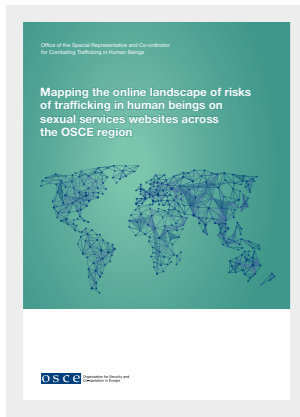 Office of the Special Representative and Co-ordinator
for Combating Trafficking in Human Beings
Mapping the online landscape of risks
of trafficking in human beings on
sexual services websites across
the OSCE region
osce Organization for Security and
Co-operation in Europe